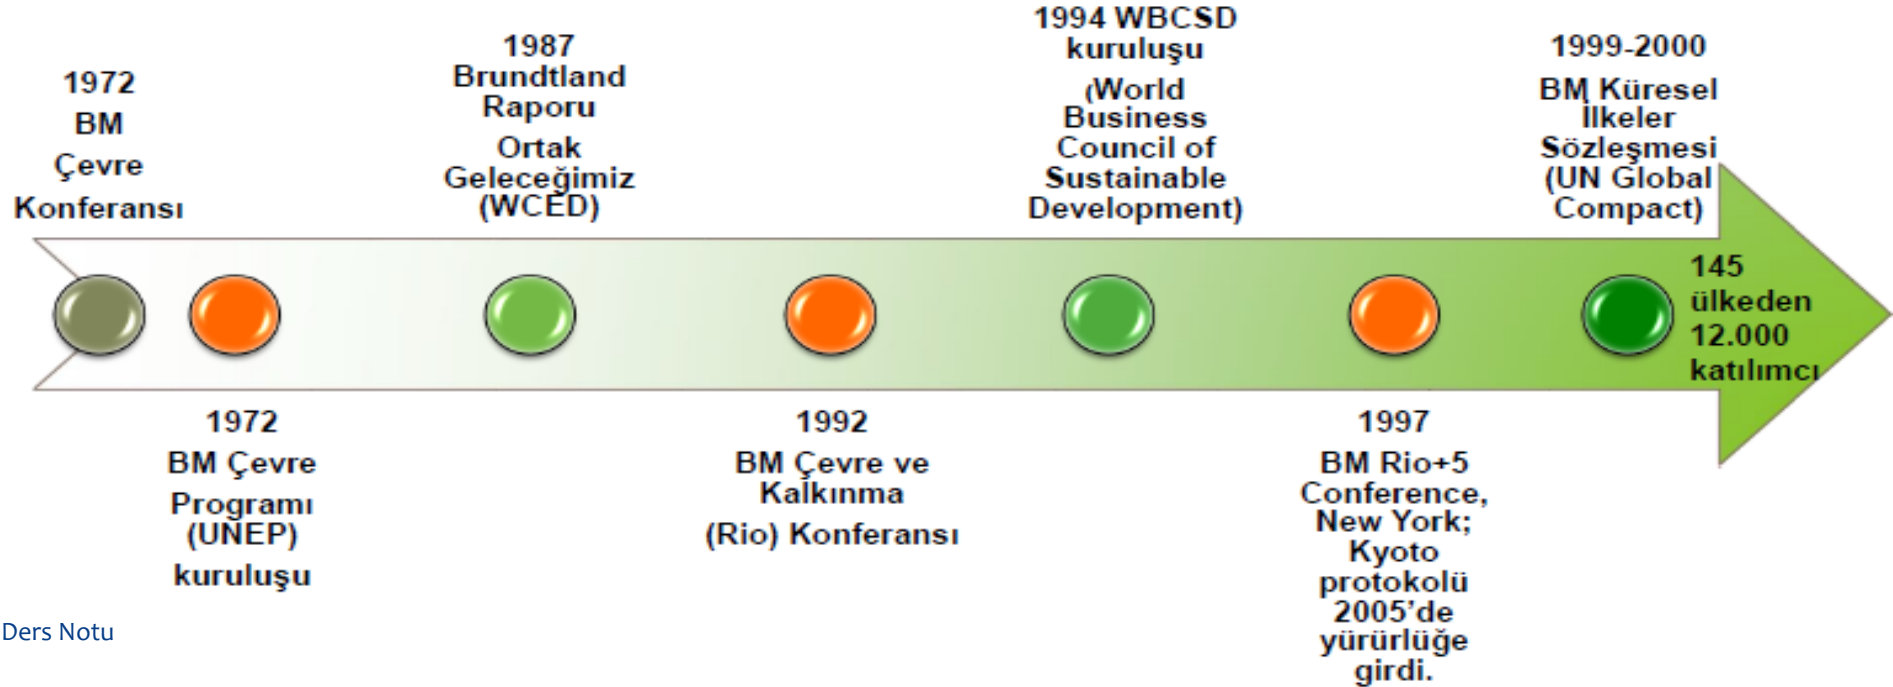 1972
BM
Çevre
Konferansı
1972
BM Çevre
Programı
(UNEP)
kuruluşu
1987
Brundtland
Raporu
Ortak
Geleceğimiz
(WCED)
1992
BM Çevre ve
Kalkınma
(Rio) Konferansı
1994 WBCSD
kuruluşu
(World
Business
Council of
Sustainable
Development)
1997
BM Rio+5
Conference,
New York;
Kyoto
protokolü
2005’de
yürürlüğe
girdi.
1999-2000
BM Küresel
İlkeler
Sözleşmesi
(UN Global
Compact)
145
ülkeden
12.000
katılımcı
Ders Notu